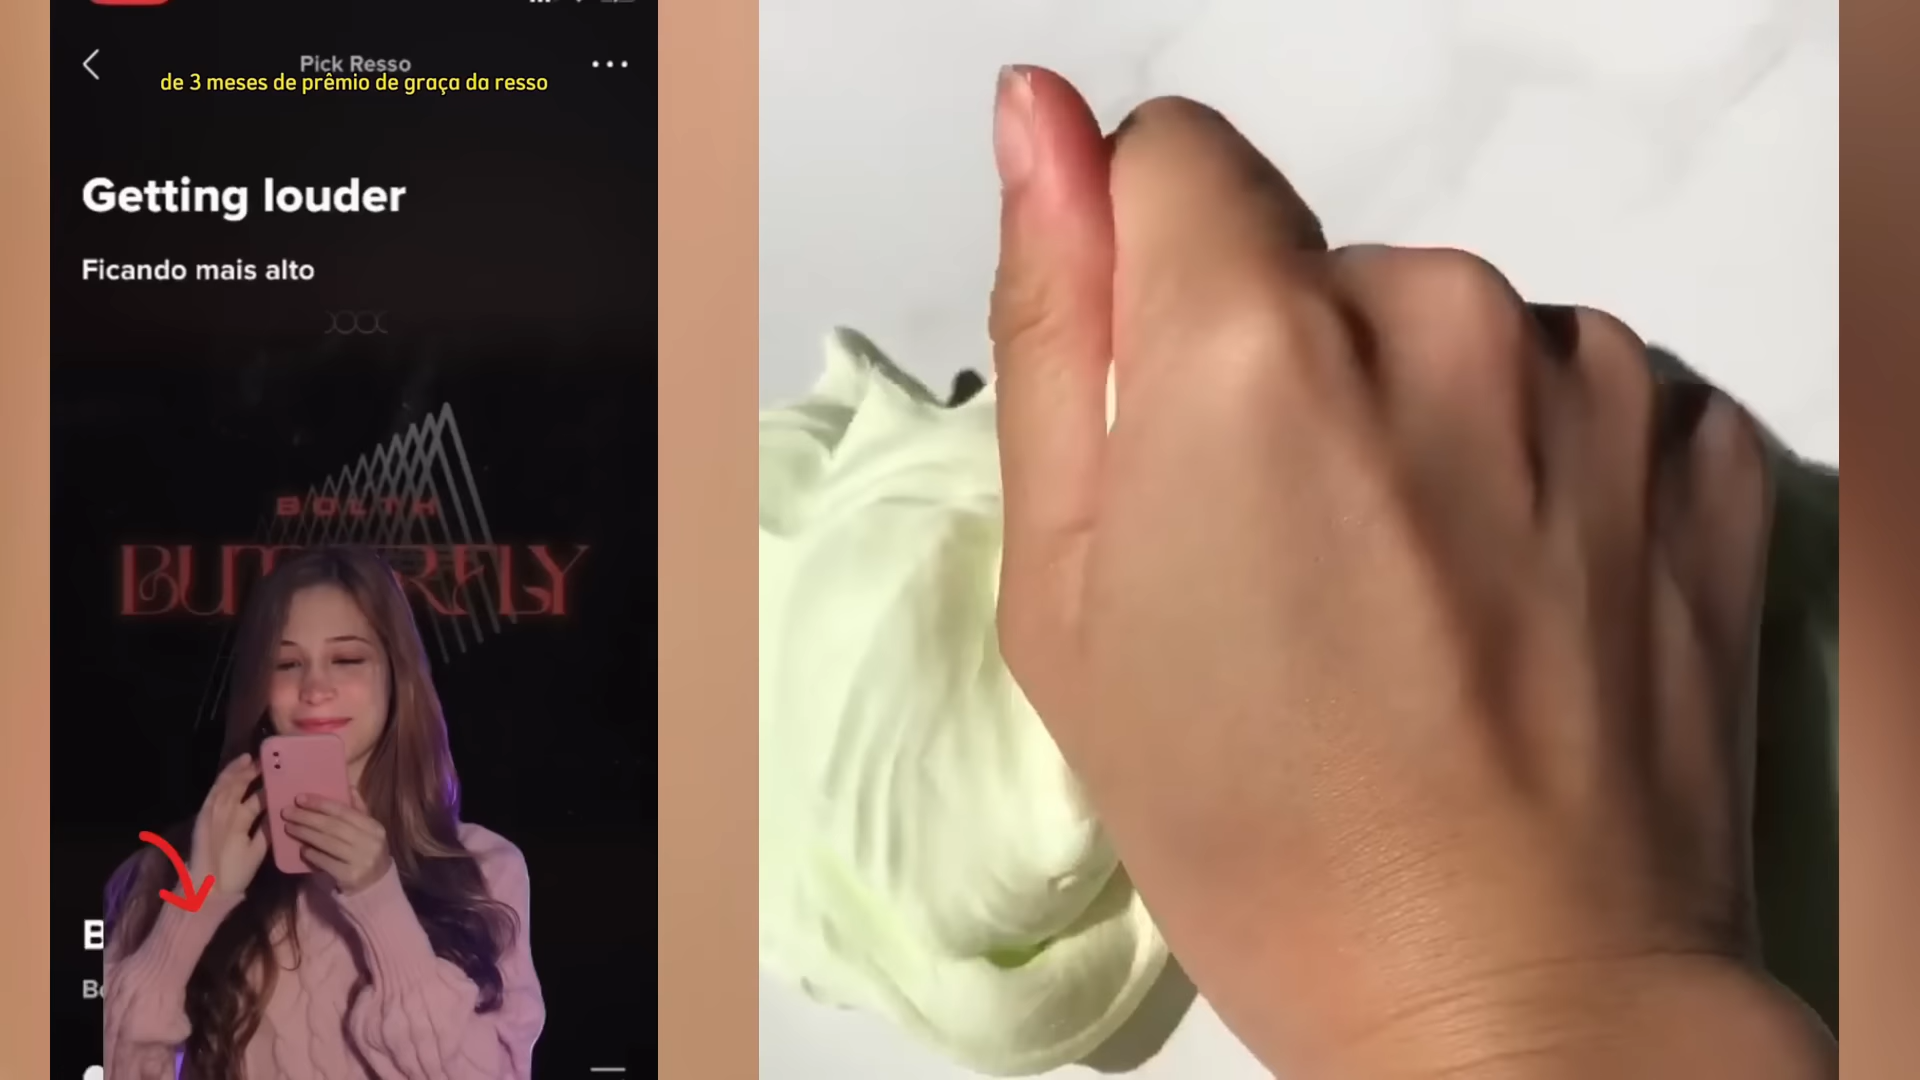 Pick Resso
de 3 meses de prêmio de graça da resso
Getting louder
Ficando mais alto
BOLTH